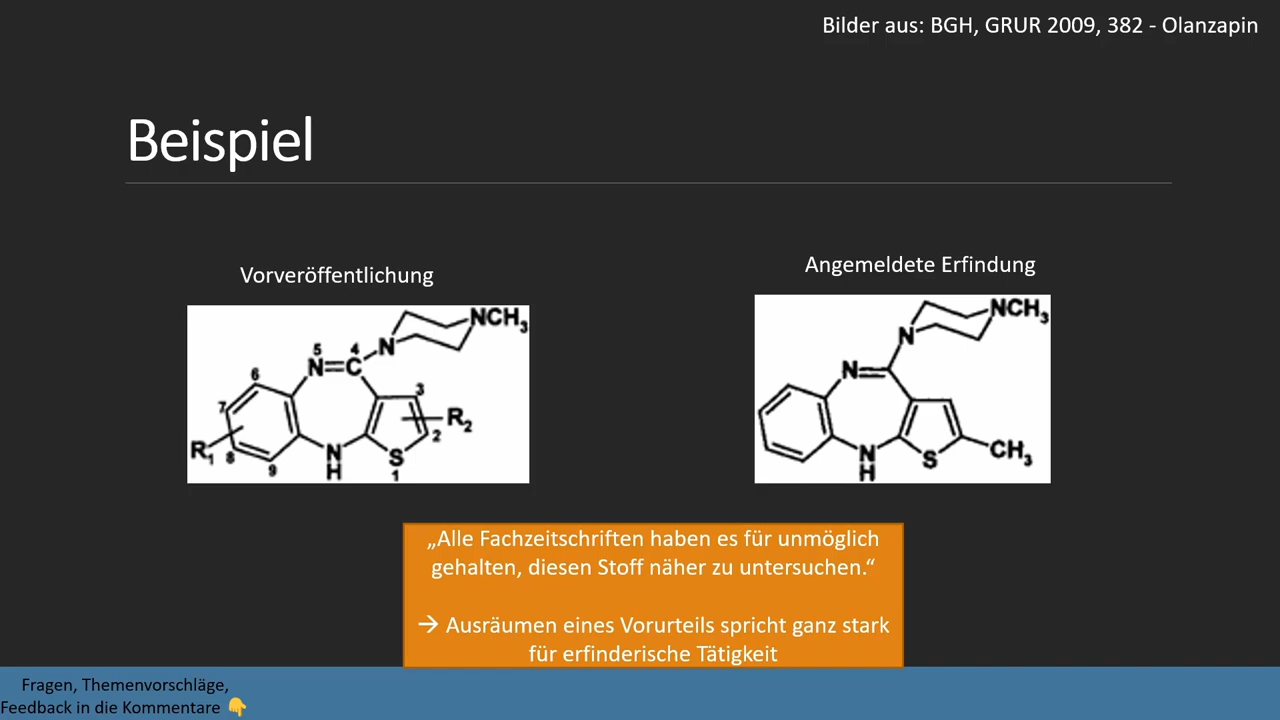 Bilder aus: BGH, GRUR 2009, 382 - Olanzapin
Beispiel
Vorveröffentlichung
Angemeldete Erfindung
N
NCH3
5
4
N=C
6
3
7
R1
8
9
N
H
S
1
2
R2
N
NCH3
N
N
H
S
CH3
„Alle Fachzeitschriften haben es für unmöglich
gehalten, diesen Stoff näher zu untersuchen.“
→ Ausräumen eines Vorurteils spricht ganz stark
für erfinderische Tätigkeit
Fragen, Themenvorschläge,
Feedback in die Kommentare 👇